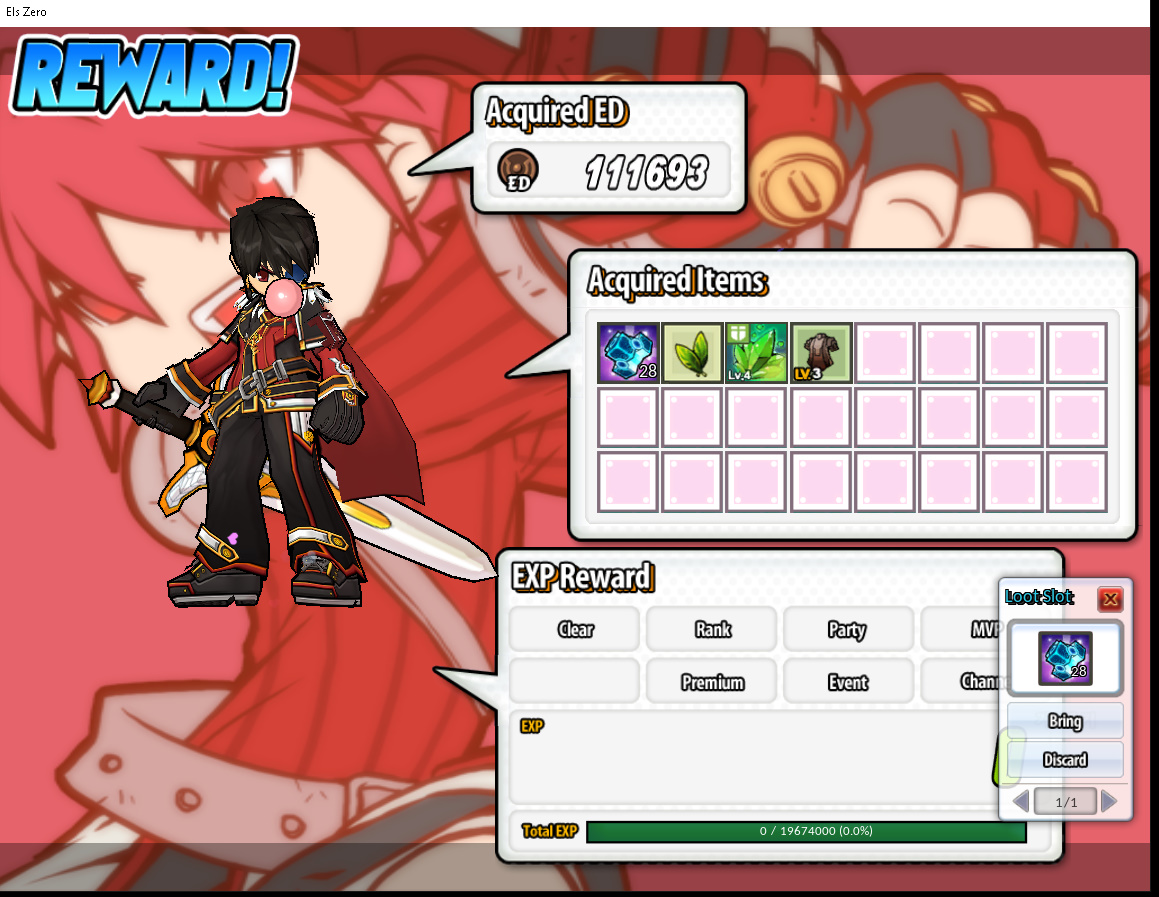 Els Zero
REWARD!
Acquired ED
ED
111693
Acquired Items
28
Lv.4
LV.3
EXP Reward
Clear
Rank
Party
MVP
Premium
Event
Chann
EXP
Total EXP
0 / 19674000 (0.0%)
Loot Slot
28
Bring
Discard
1/1